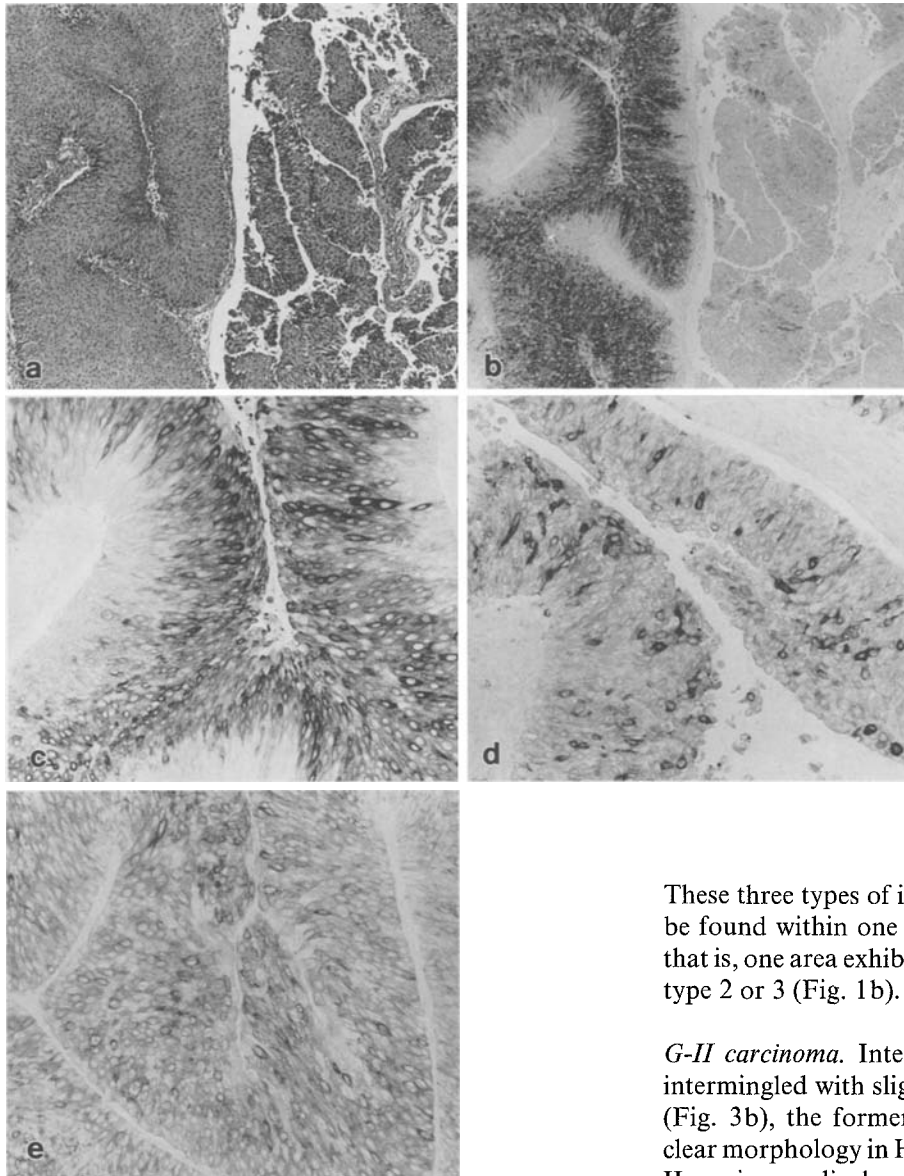 a
b
c
d
e
These three types of i
be found within one
that is, one area exhib
type 2 or 3 (Fig. 1b).
G-II carcinoma. Inte
intermingled with slig
(Fig. 3b), the former
clear morphology in H